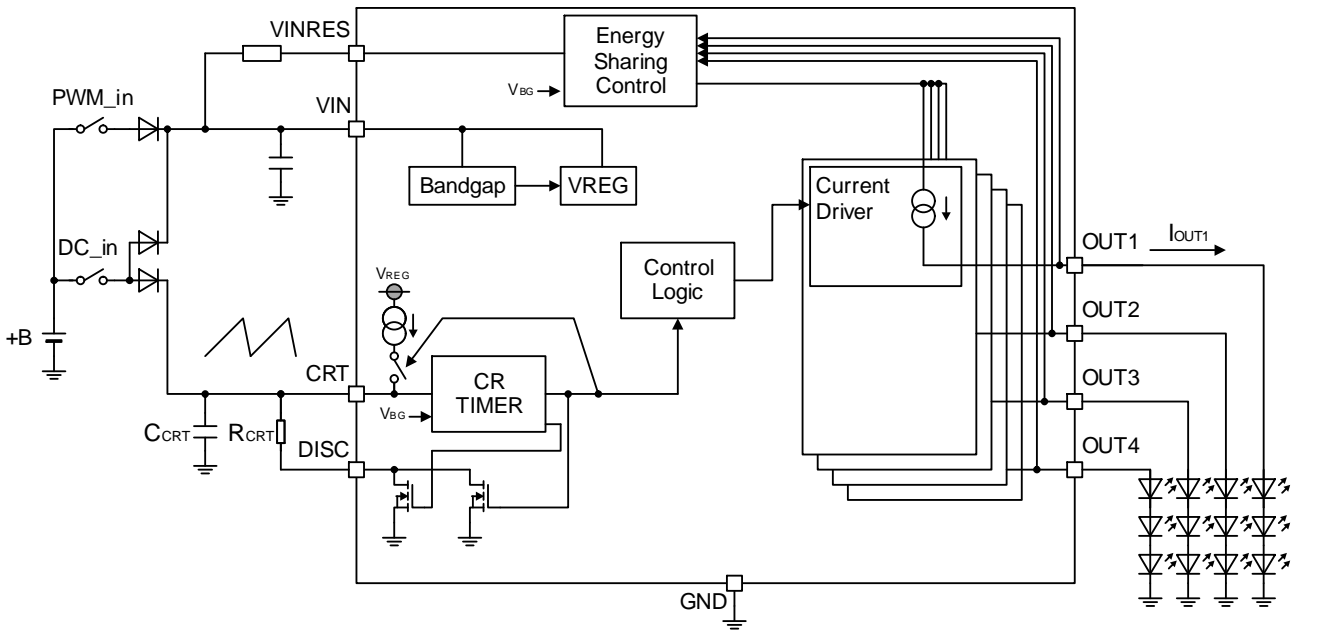 VINRES
Energy
Sharing
Control
VBG
PWM_in
VIN
Bandgap
VREG
Current
Driver
DC_in
OUT1
IOUT1
Control
Logic
VREG
OUT2
+B
CRT
CR
TIMER
VBG
OUT3
CCRT
RCRT
DISC
OUT4
GND